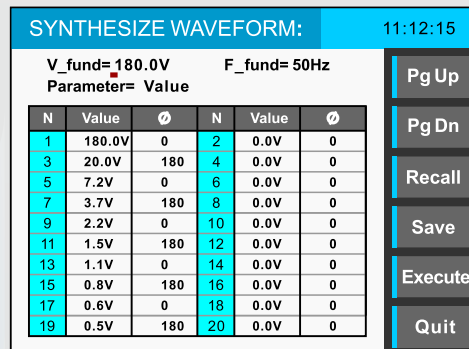 SYNTHESIZE WAVEFORM: 11:12:15
V_fund= 180.0V F_fund= 50Hz
Parameter= Value
N Value Ø N Value Ø
1 180.0V 0 2 0.0V 0
3 20.0V 180 4 0.0V 0
5 7.2V 0 6 0.0V 0
7 3.7V 180 8 0.0V 0
9 2.2V 0 10 0.0V 0
11 1.5V 180 12 0.0V 0
13 1.1V 0 14 0.0V 0
15 0.8V 180 16 0.0V 0
17 0.6V 0 18 0.0V 0
19 0.5V 180 20 0.0V 0
Pg Up
Pg Dn
Recall
Save
Execute
Quit